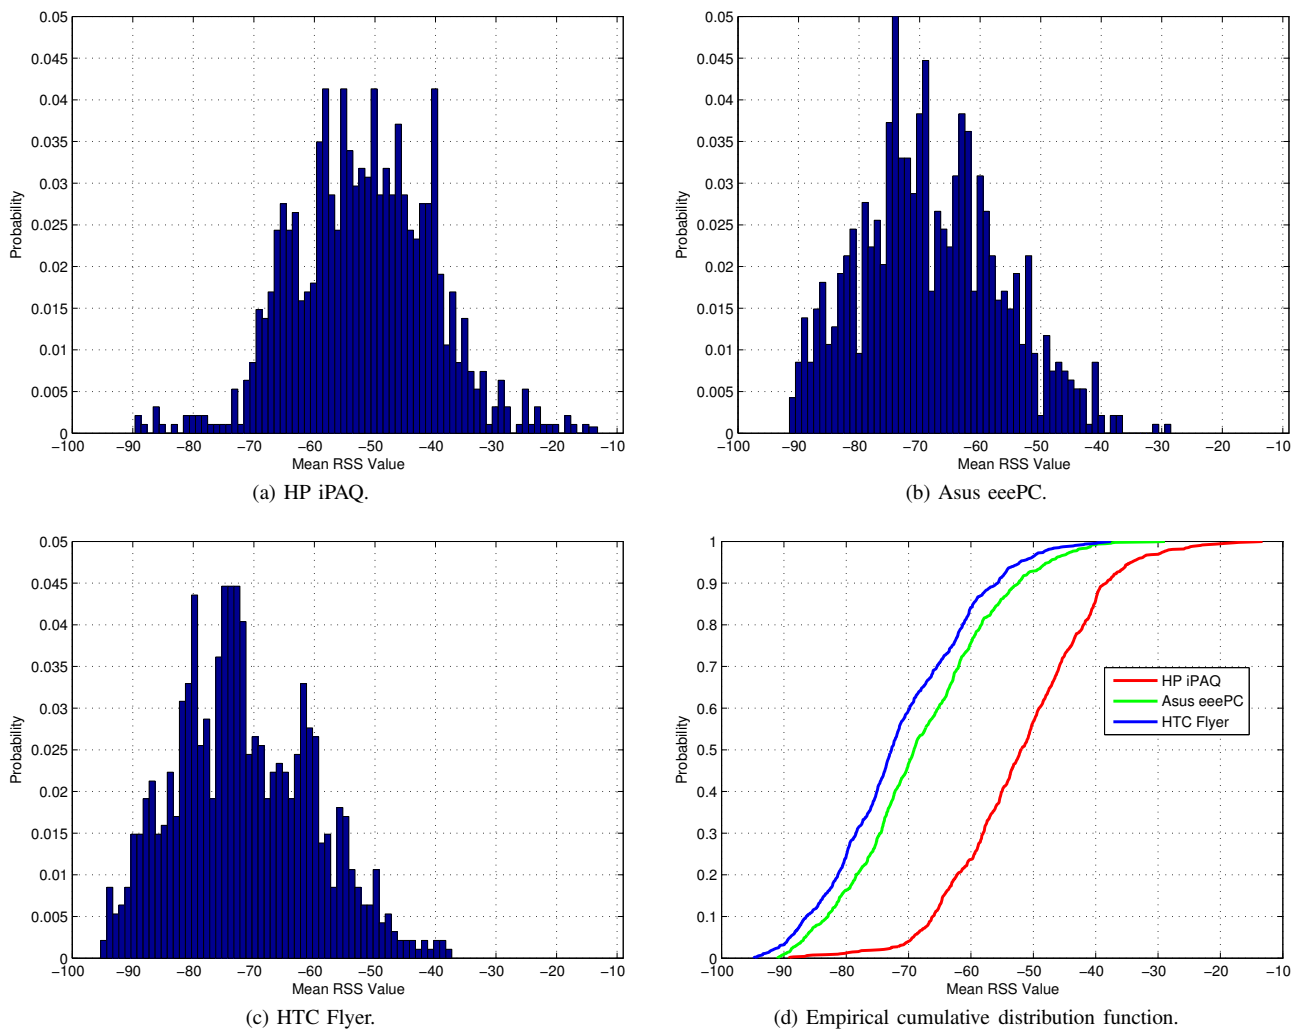 0.05
0.045
0.04
0.035
0.03
0.025
0.02
0.015
0.01
0.005
0
Probability
−100 −90 −80 −70 −60 −50 −40 −30 −20 −10
Mean RSS Value
(a) HP iPAQ.
0.05
0.045
0.04
0.035
0.03
0.025
0.02
0.015
0.01
0.005
0
Probability
−100 −90 −80 −70 −60 −50 −40 −30 −20 −10
Mean RSS Value
(b) Asus eeePC.
0.05
0.045
0.04
0.035
0.03
0.025
0.02
0.015
0.01
0.005
0
Probability
−100 −90 −80 −70 −60 −50 −40 −30 −20 −10
Mean RSS Value
(c) HTC Flyer.
1
0.9
0.8
0.7
0.6
0.5
0.4
0.3
0.2
0.1
0
Probability
HP iPAQ
Asus eeePC
HTC Flyer
−100 −90 −80 −70 −60 −50 −40 −30 −20 −10
Mean RSS Value
(d) Empirical cumulative distribution function.